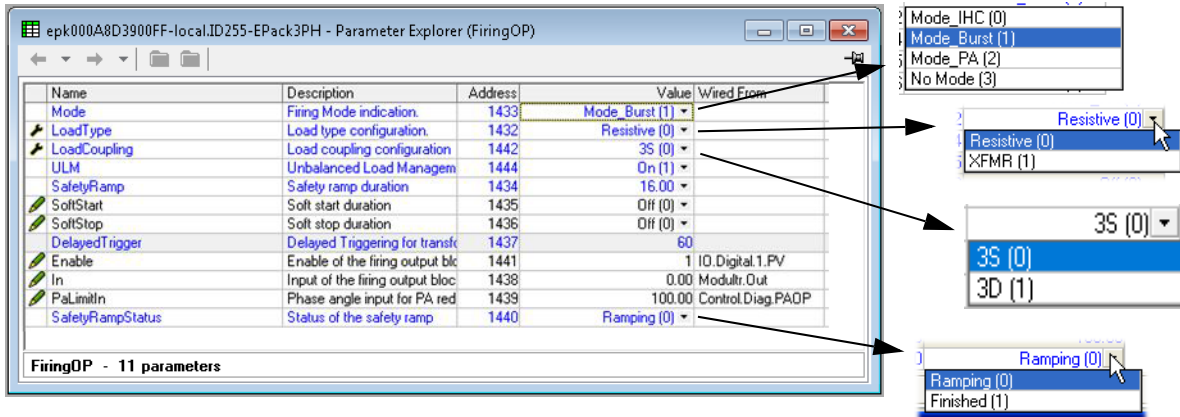 epk000A8D3900FF-local.ID255-EPack3PH - Parameter Explorer (FiringOP)
Name Description Address Value Wired From
Mode Firing Mode indication. 1433 Mode_Burst (1)
LoadType Load type configuration. 1432 Resistive (0)
LoadCoupling Load coupling configuration 1442 3S (0)
ULM Unbalanced Load Managem 1444 On (1)
SafetyRamp Safety ramp duration 1434 16.00
SoftStart Soft start duration 1435 Off (0)
SoftStop Soft stop duration 1436 Off (0)
DelayedTrigger Delayed Triggering for transfo 1437 60
Enable Enable of the firing output blc 1441 1 IO.Digital.1.PV
In Input of the firing output bloc 1438 0.00 Modultr.Out
PaLimitIn Phase angle input for PA red 1439 100.00 Control.Diag.PAOP
SafetyRampStatus Status of the safety ramp 1440 Ramping (0)
FiringOP - 11 parameters
Mode_IHC (0)
Mode_Burst (1)
Mode_PA (2)
No Mode (3)
Resistive (0)
Resistive (0)
XFMR (1)
3S (0)
3S (0)
3D (1)
Ramping (0)
Ramping (0)
Finished (1)